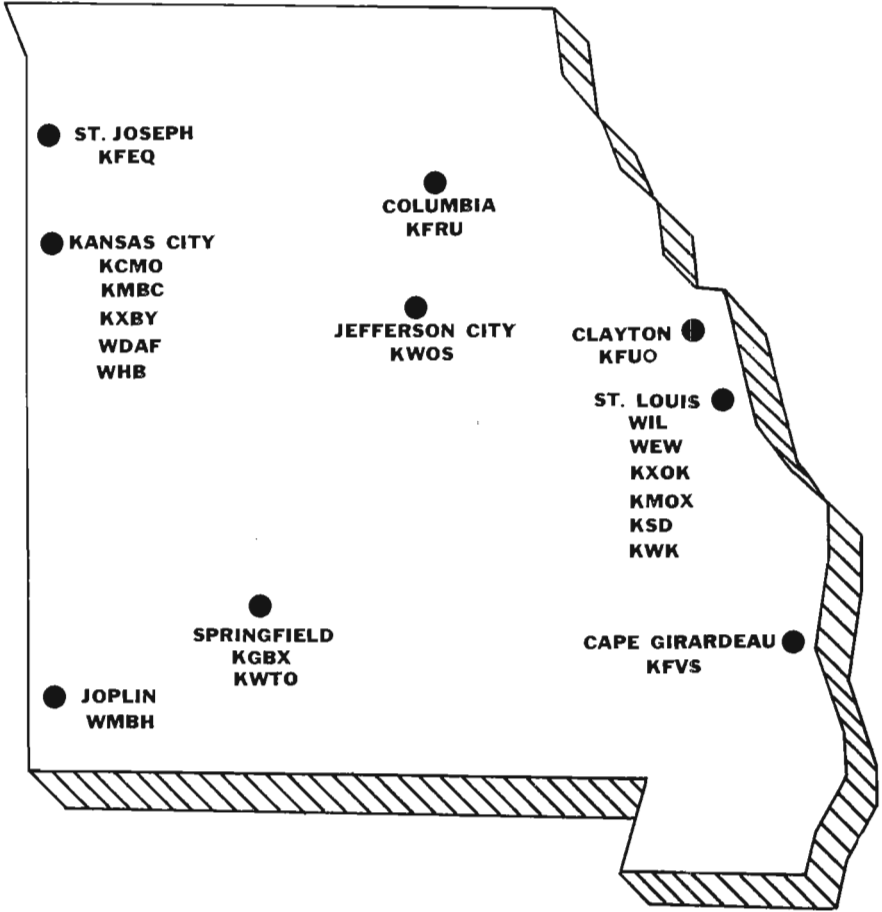 ST. JOSEPH
KFEQ
KANSAS CITY
KCMO
KMBC
KXBY
WDAF
WHB
COLUMBIA
KFRU
JEFFERSON CITY
KWOS
CLAYTON
KFUO
ST. LOUIS
WIL
WEW
KXOK
KMOX
KSD
KWK
SPRINGFIELD
KGBX
KWTO
JOPLIN
WMBH
CAPE GIRARDEAU
KFVS